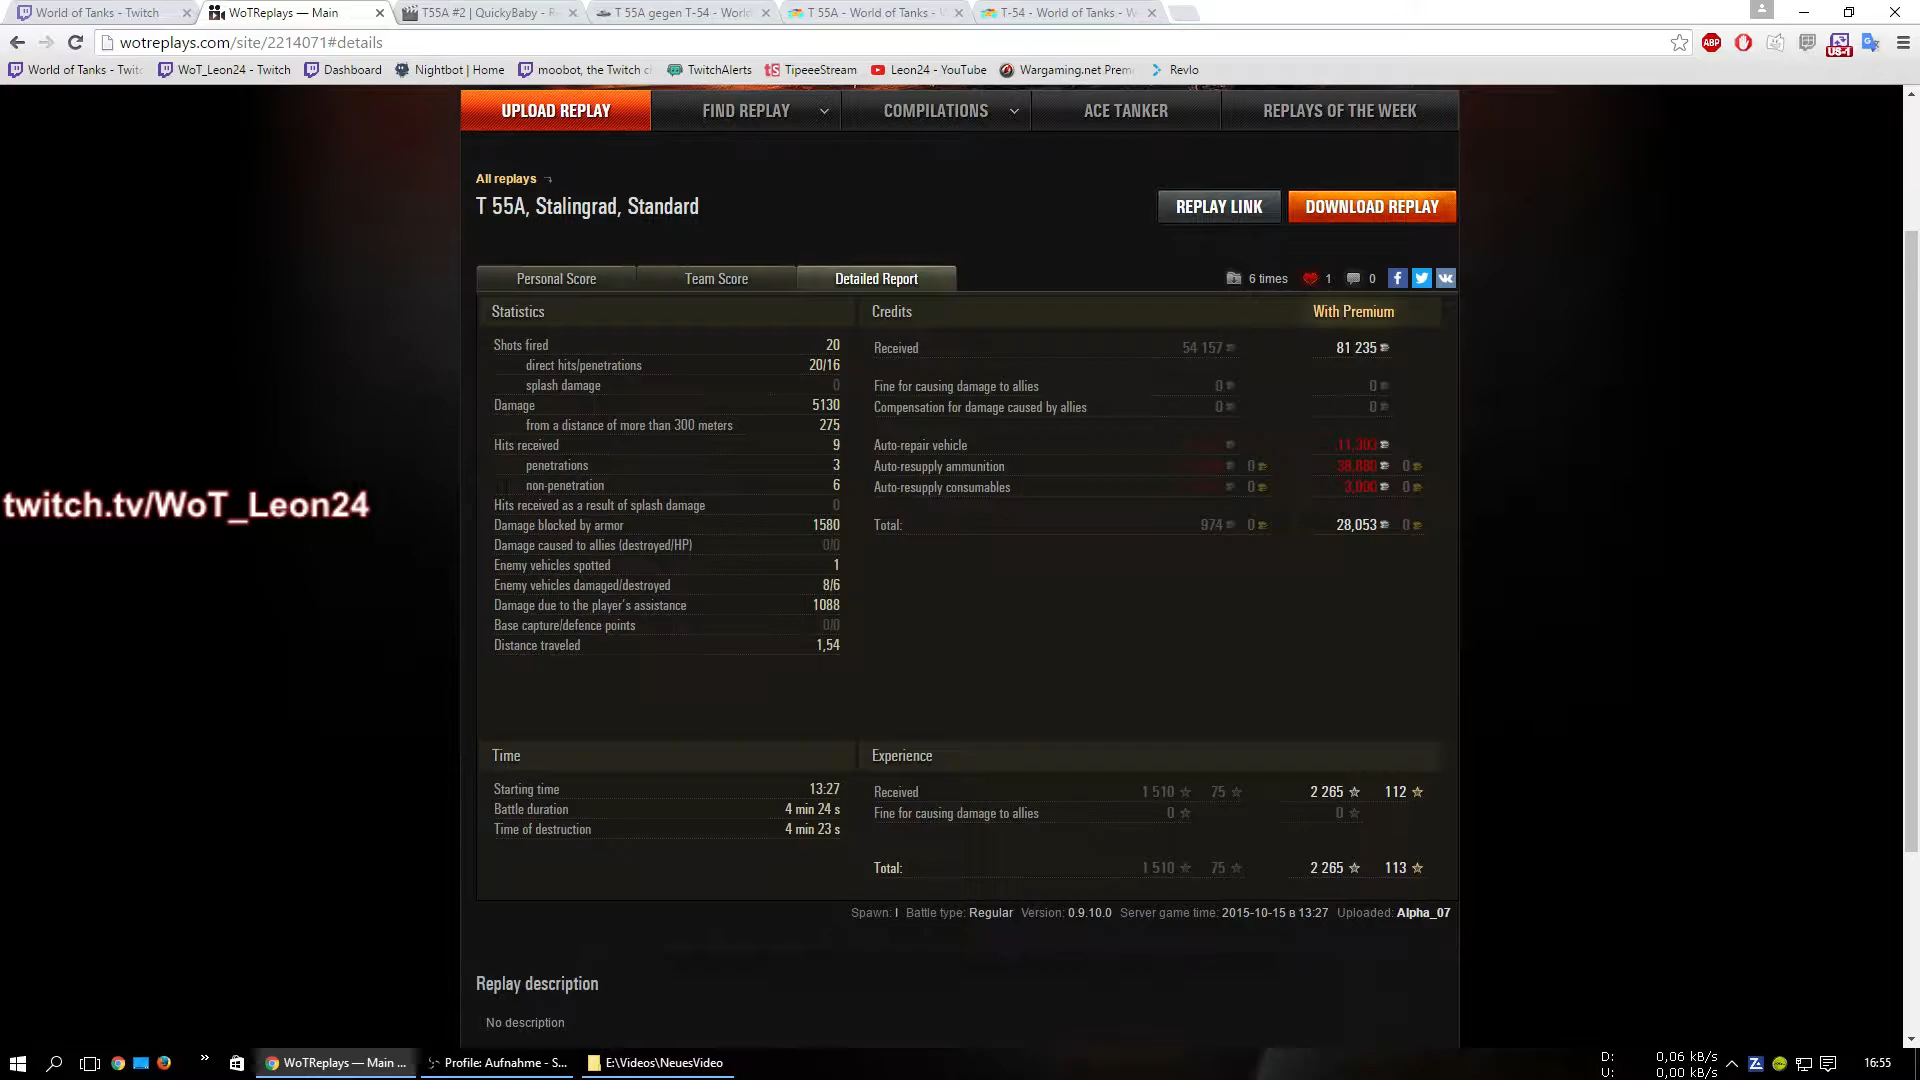 World of Tanks - Twitch
WoTReplays — Main
T55A #2 | QuickyBaby - R
T 55A gegen T-54 - World
T 55A - World of Tanks - W
T-54 - World of Tanks - W
wotreplays.com/site/2214071#details
ABP
US-1
World of Tanks - Twitc
WoT_Leon24 - Twitch
Dashboard
Nightbot | Home
moobot, the Twitch c
TwitchAlerts
TipeeeStream
Leon24 - YouTube
Wargaming.net Prem
Revlo
UPLOAD REPLAY
FIND REPLAY
COMPILATIONS
ACE TANKER
REPLAYS OF THE WEEK
All replays
T 55A, Stalingrad, Standard
REPLAY LINK
DOWNLOAD REPLAY
Personal Score
Team Score
Detailed Report
6 times
1
0
Statistics
Credits
With Premium
Shots fired 20
direct hits/penetrations 20/16
splash damage 0
Damage 5130
from a distance of more than 300 meters 275
Hits received 9
penetrations 3
non-penetration 6
Hits received as a result of splash damage 0
Damage blocked by armor 1580
Damage caused to allies (destroyed/HP) 0/0
Enemy vehicles spotted 1
Enemy vehicles damaged/destroyed 8/6
Damage due to the player's assistance 1088
Base capture/defence points 0/0
Distance traveled 1,54
Received 54 157 81 235
Fine for causing damage to allies 0 0
Compensation for damage caused by allies 0 0
Auto-repair vehicle 11,303
Auto-resupply ammunition 0 38,880 0
Auto-resupply consumables 0 3,000 0
Total: 974 0 28,053 0
twitch.tv/WoT_Leon24
Time
Experience
Starting time 13:27
Battle duration 4 min 24 s
Time of destruction 4 min 23 s
Received 1 510 75 2 265 112
Fine for causing damage to allies 0 0
Total: 1 510 75 2 265 113
Spawn: I Battle type: Regular Version: 0.9.10.0 Server game time: 2015-10-15 в 13:27 Uploaded: Alpha_07
Replay description
No description
WoTReplays — Main ...
Profile: Aufnahme - S...
E:\Videos\NeuesVideo
D: 0,06 kB/s
U: 0,00 kB/s
16:55